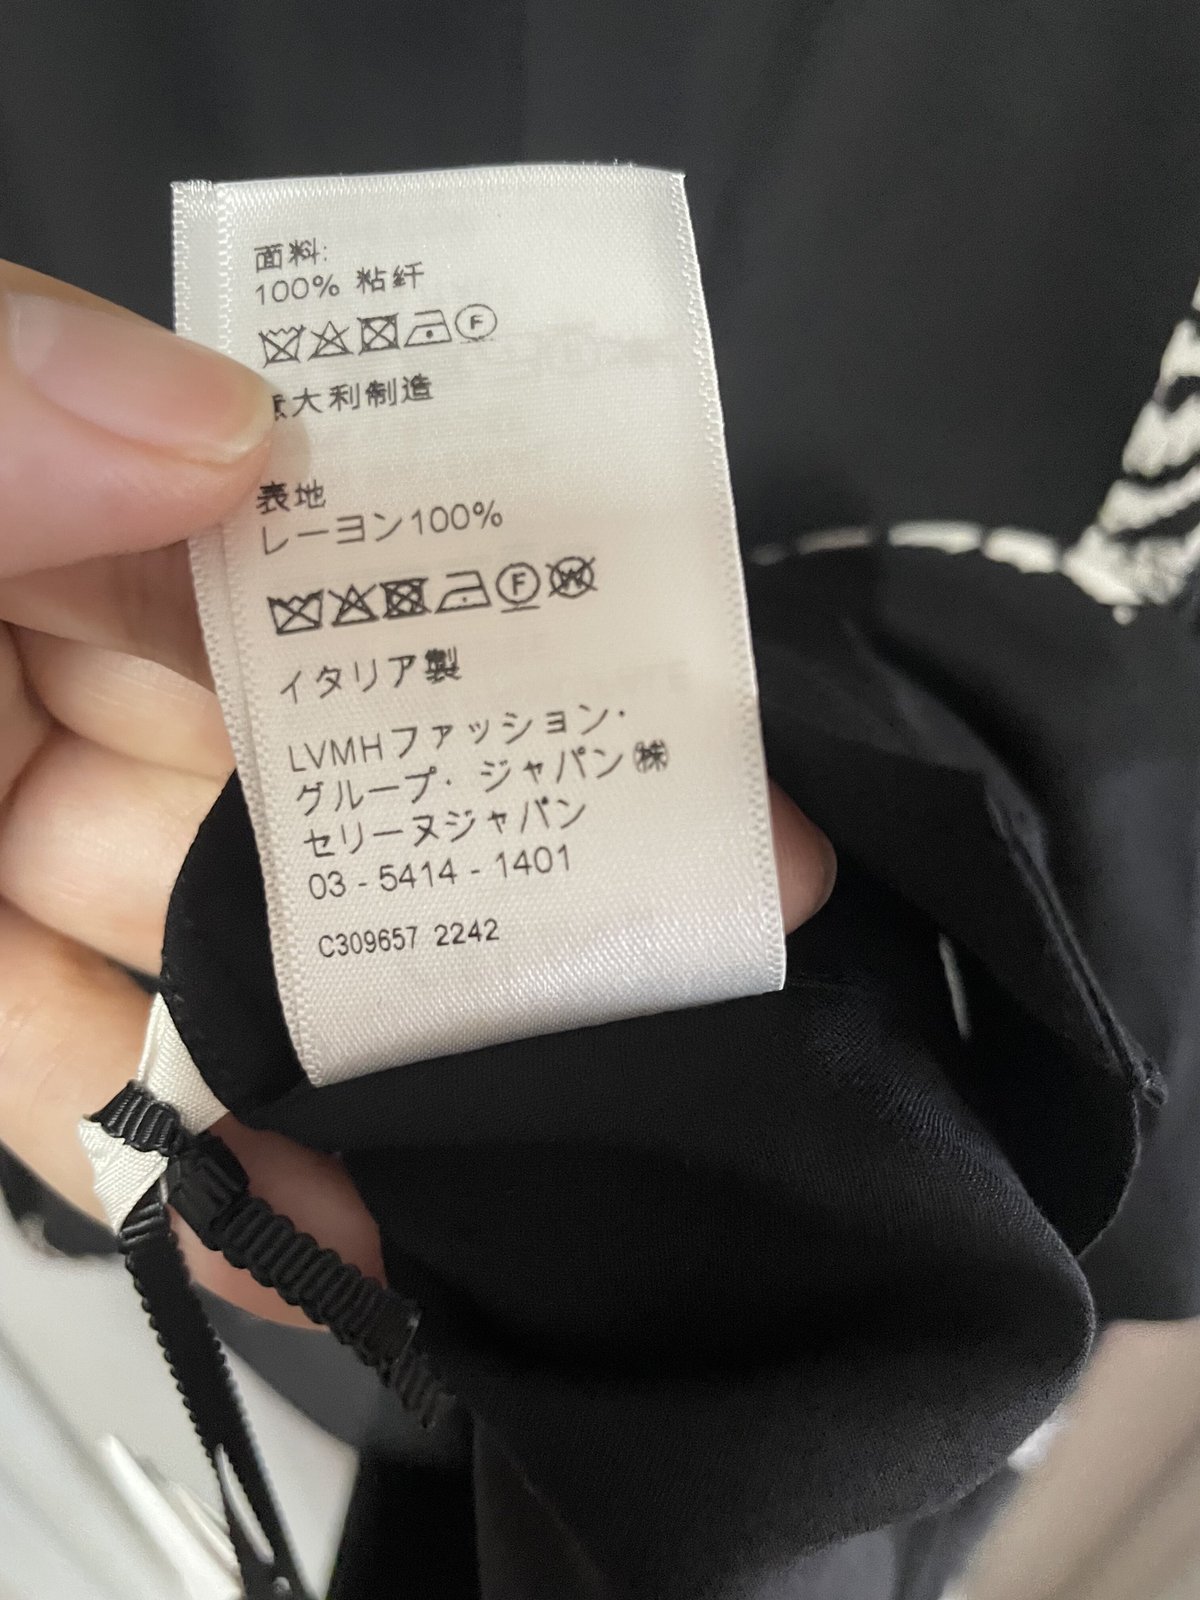 面料:
100% 粘纤
F
意大利制造
表地
レーヨン100%
F W
イタリア製
LVMHファッション・
グループ・ジャパン㈱
セリーヌジャパン
03 - 5414 - 1401
C309657 2242